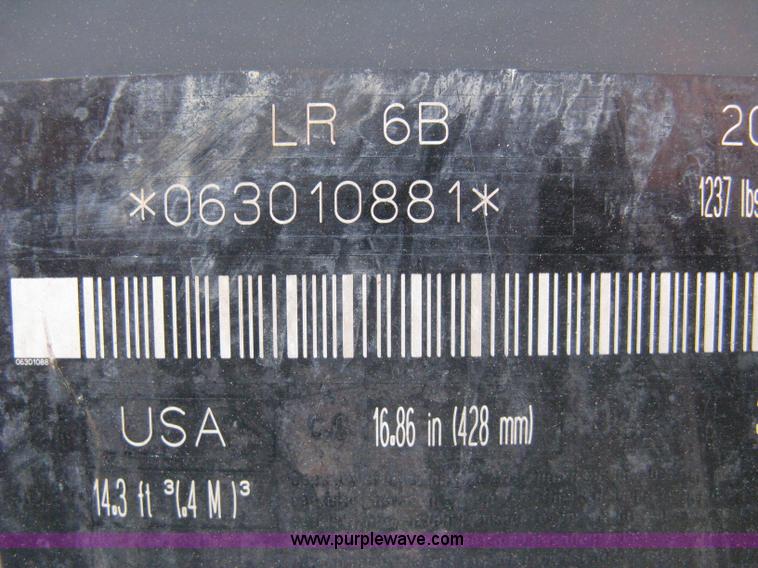 LR 6B 20
*063010881* 1237 lbs
06301088
USA 16.86 in (428 mm)
14.3 ft ³(.4 M )³
www.purplewave.com